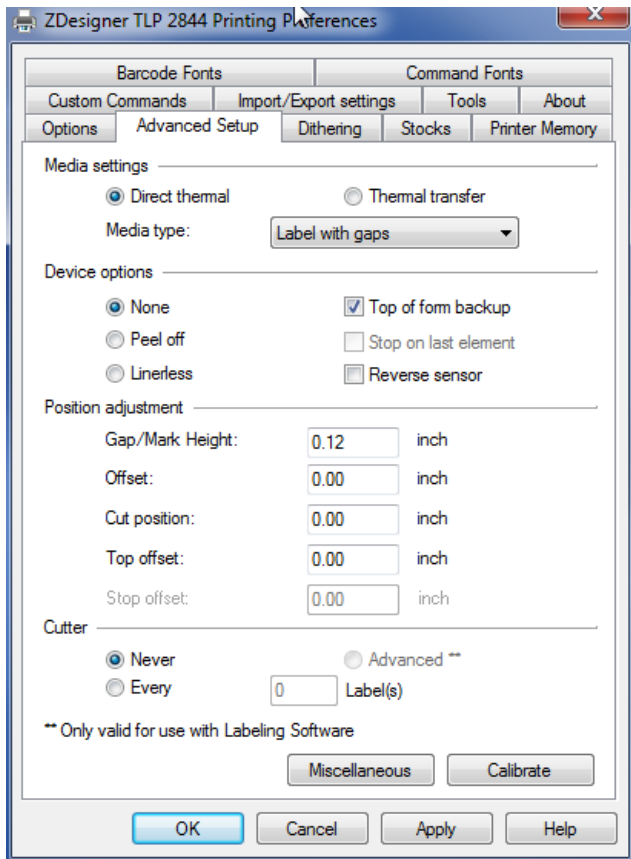 ZDesigner TLP 2844 Printing Preferences
Barcode Fonts Command Fonts
Custom Commands Import/Export settings Tools About
Options Advanced Setup Dithering Stocks Printer Memory
Media settings
Direct thermal Thermal transfer
Media type: Label with gaps
Device options
None Top of form backup
Peel off Stop on last element
Linerless Reverse sensor
Position adjustment
Gap/Mark Height: 0.12 inch
Offset: 0.00 inch
Cut position: 0.00 inch
Top offset: 0.00 inch
Stop offset: 0.00 inch
Cutter
Never Advanced **
Every 0 Label(s)
** Only valid for use with Labeling Software
Miscellaneous Calibrate
OK Cancel Apply Help